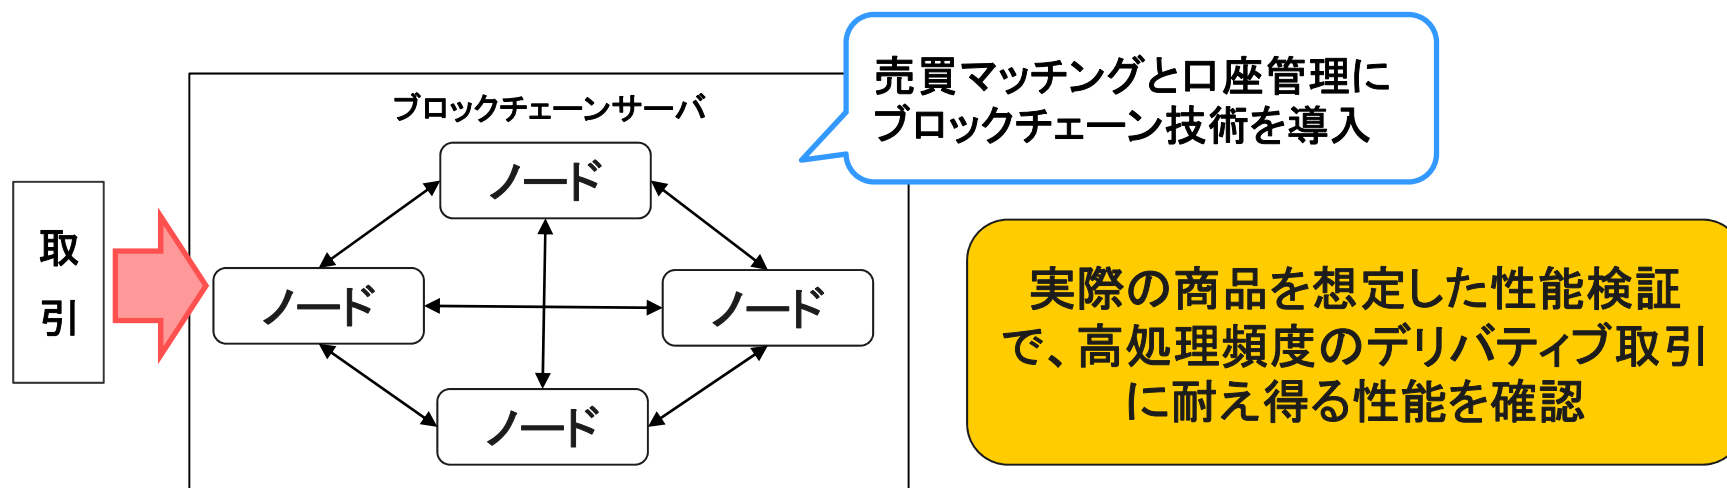 売買マッチングと口座管理に
ブロックチェーン技術を導入
ブロックチェーンサーバ
ノード
取
引
ノード
ノード
ノード
実際の商品を想定した性能検証
で、高処理頻度のデリバティブ取引
に耐え得る性能を確認